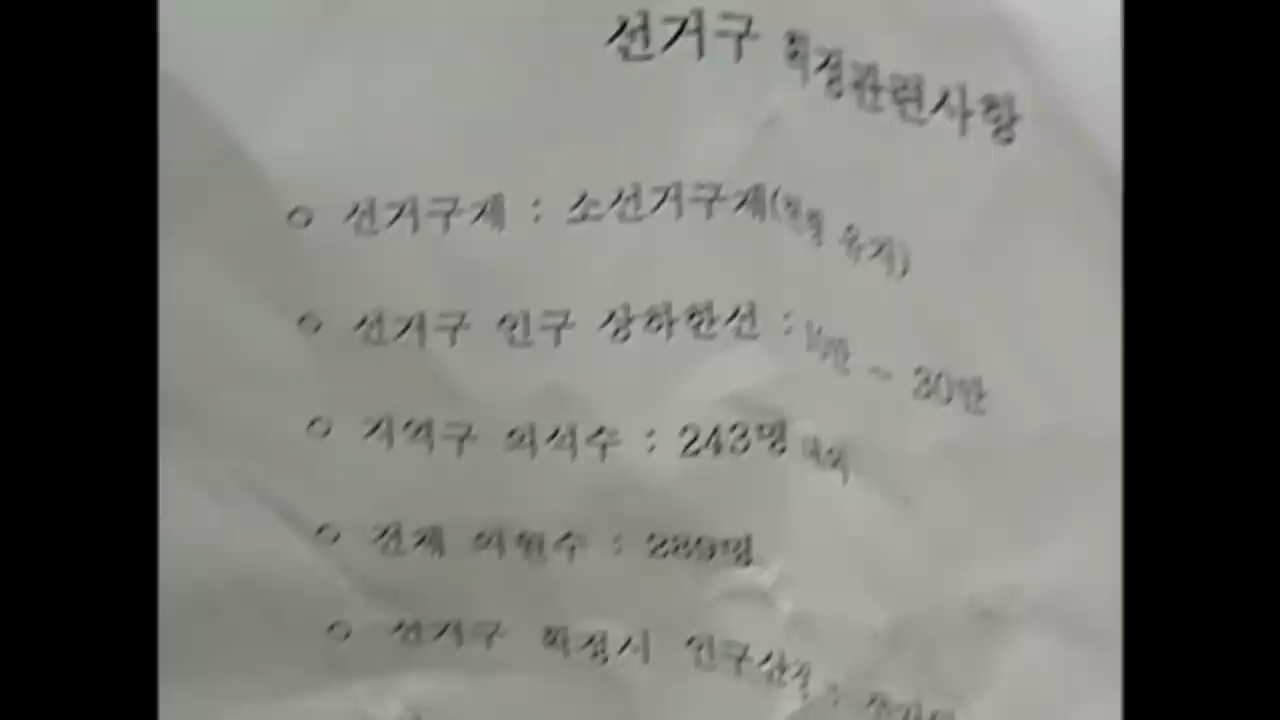 선거구 획정관련사항
ㅇ 선거구제 : 소선거구제(현행 유지)
ㅇ 선거구 인구 상하한선 : ~ 30만
ㅇ 지역구 의석수 : 243명 내외
ㅇ 전체 의원수 : 289명
ㅇ 선거구 획정시 인구산정 :